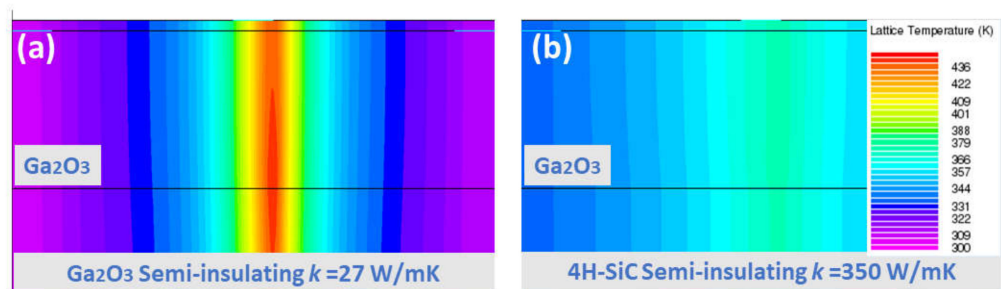 (a)
Ga2O3
Ga2O3 Semi-insulating k =27 W/mK
(b)
Ga2O3
4H-SiC Semi-insulating k =350 W/mK
Lattice Temperature (K)
436
422
409
401
388
379
366
357
344
331
322
309
300